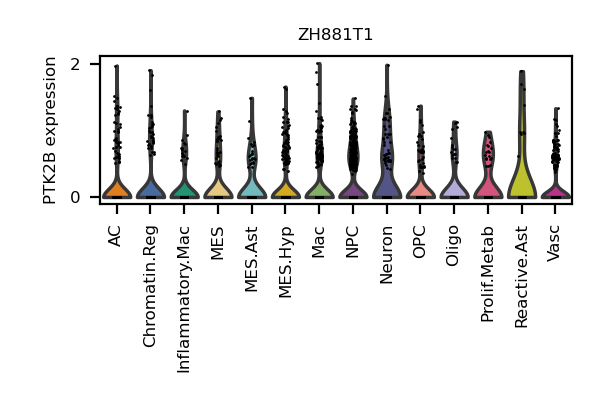 ZH881T1
PTK2B expression
2
0
AC
Chromatin.Reg
Inflammatory.Mac
MES
MES.Ast
MES.Hyp
Mac
NPC
Neuron
OPC
Oligo
Prolif.Metab
Reactive.Ast
Vasc